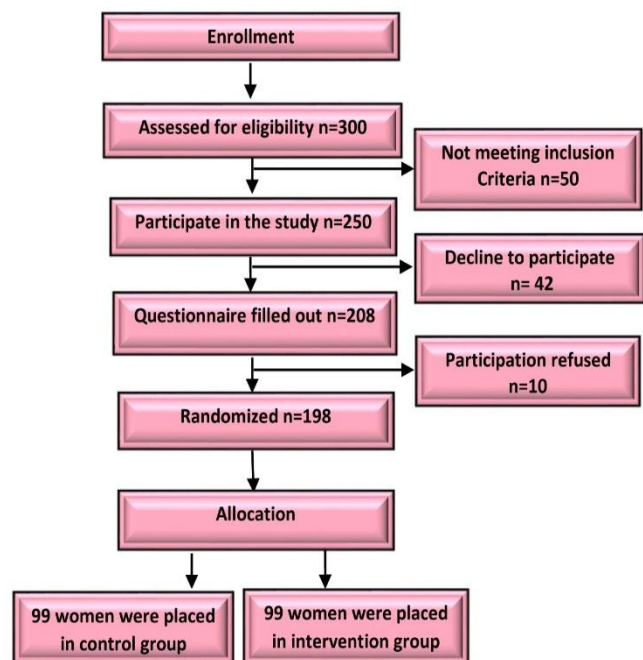 Enrollment
Assessed for eligibility n=300
Not meeting inclusion
Criteria n=50
Participate in the study n=250
Decline to participate
n= 42
Questionnaire filled out n=208
Participation refused
n=10
Randomized n=198
Allocation
99 women were placed
in control group
99 women were placed
in intervention group